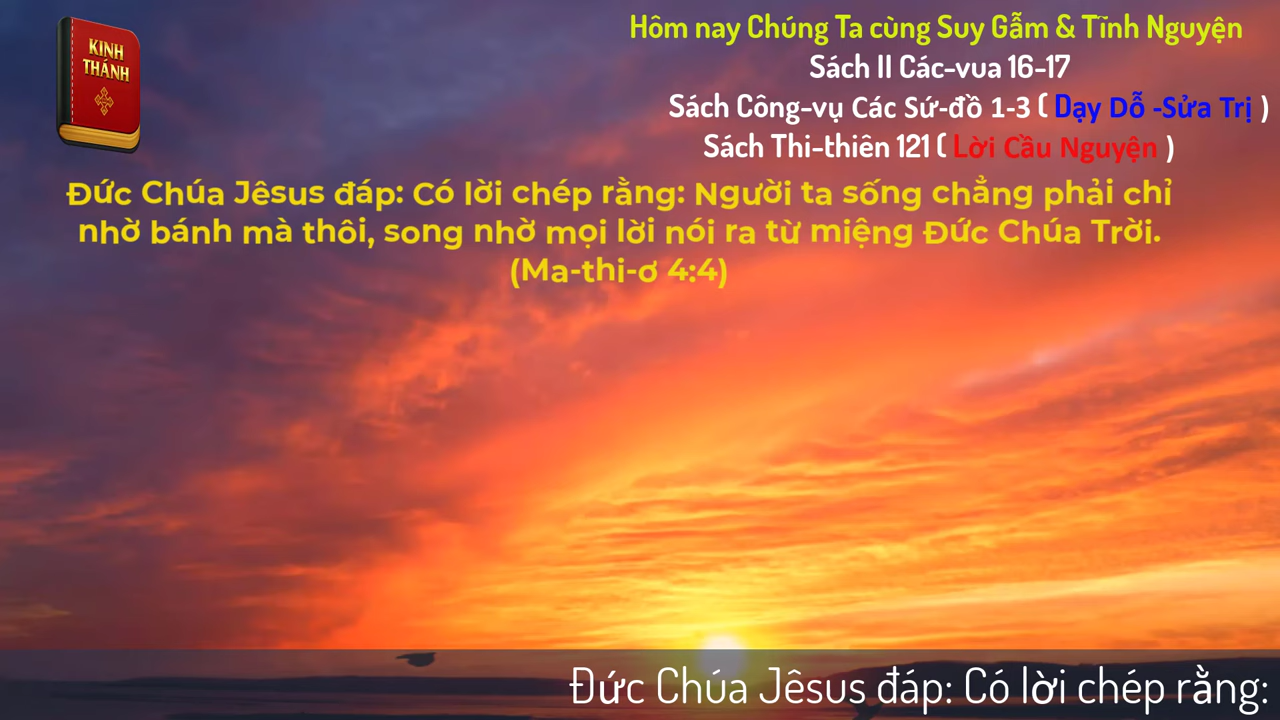 KINH
THÁNH
Hôm nay Chúng Ta cùng Suy Gẫm & Tĩnh Nguyện
Sách II Các-vua 16-17
Sách Công-vụ Các Sứ-đồ 1-3 ( Dạy Dỗ -Sửa Trị )
Sách Thi-thiên 121 ( Lời Cầu Nguyện )
Đức Chúa Jêsus đáp: Có lời chép rằng: Người ta sống chẳng phải chỉ
nhờ bánh mà thôi, song nhờ mọi lời nói ra từ miệng Đức Chúa Trời.
(Ma-thi-ơ 4:4)
Đức Chúa Jêsus đáp: Có lời chép rằng: